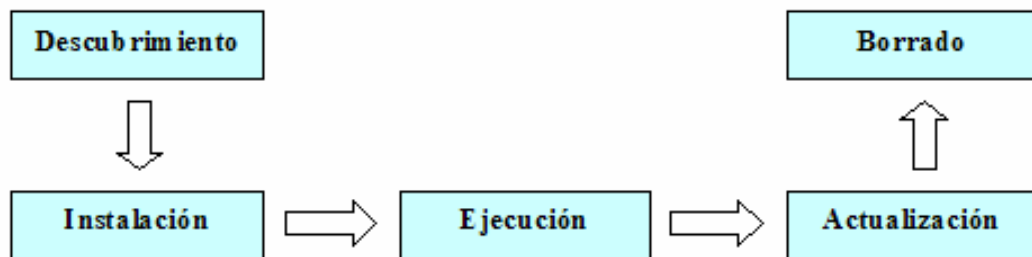 Descubrimiento
Borrado
Instalación
Ejecución
Actualización